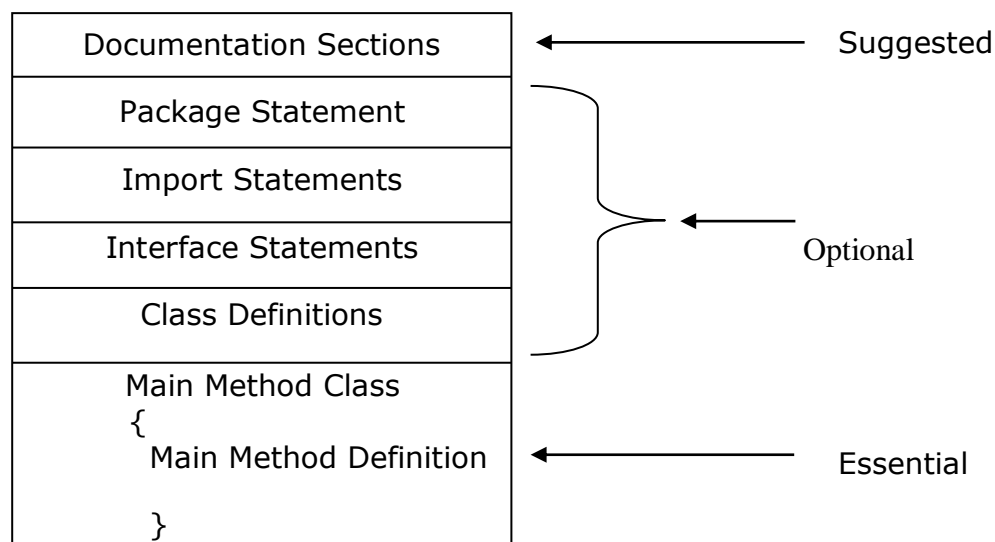 Documentation Sections
Suggested
Package Statement
Import Statements
Interface Statements
Optional
Class Definitions
Main Method Class
{
Main Method Definition
Essential
}